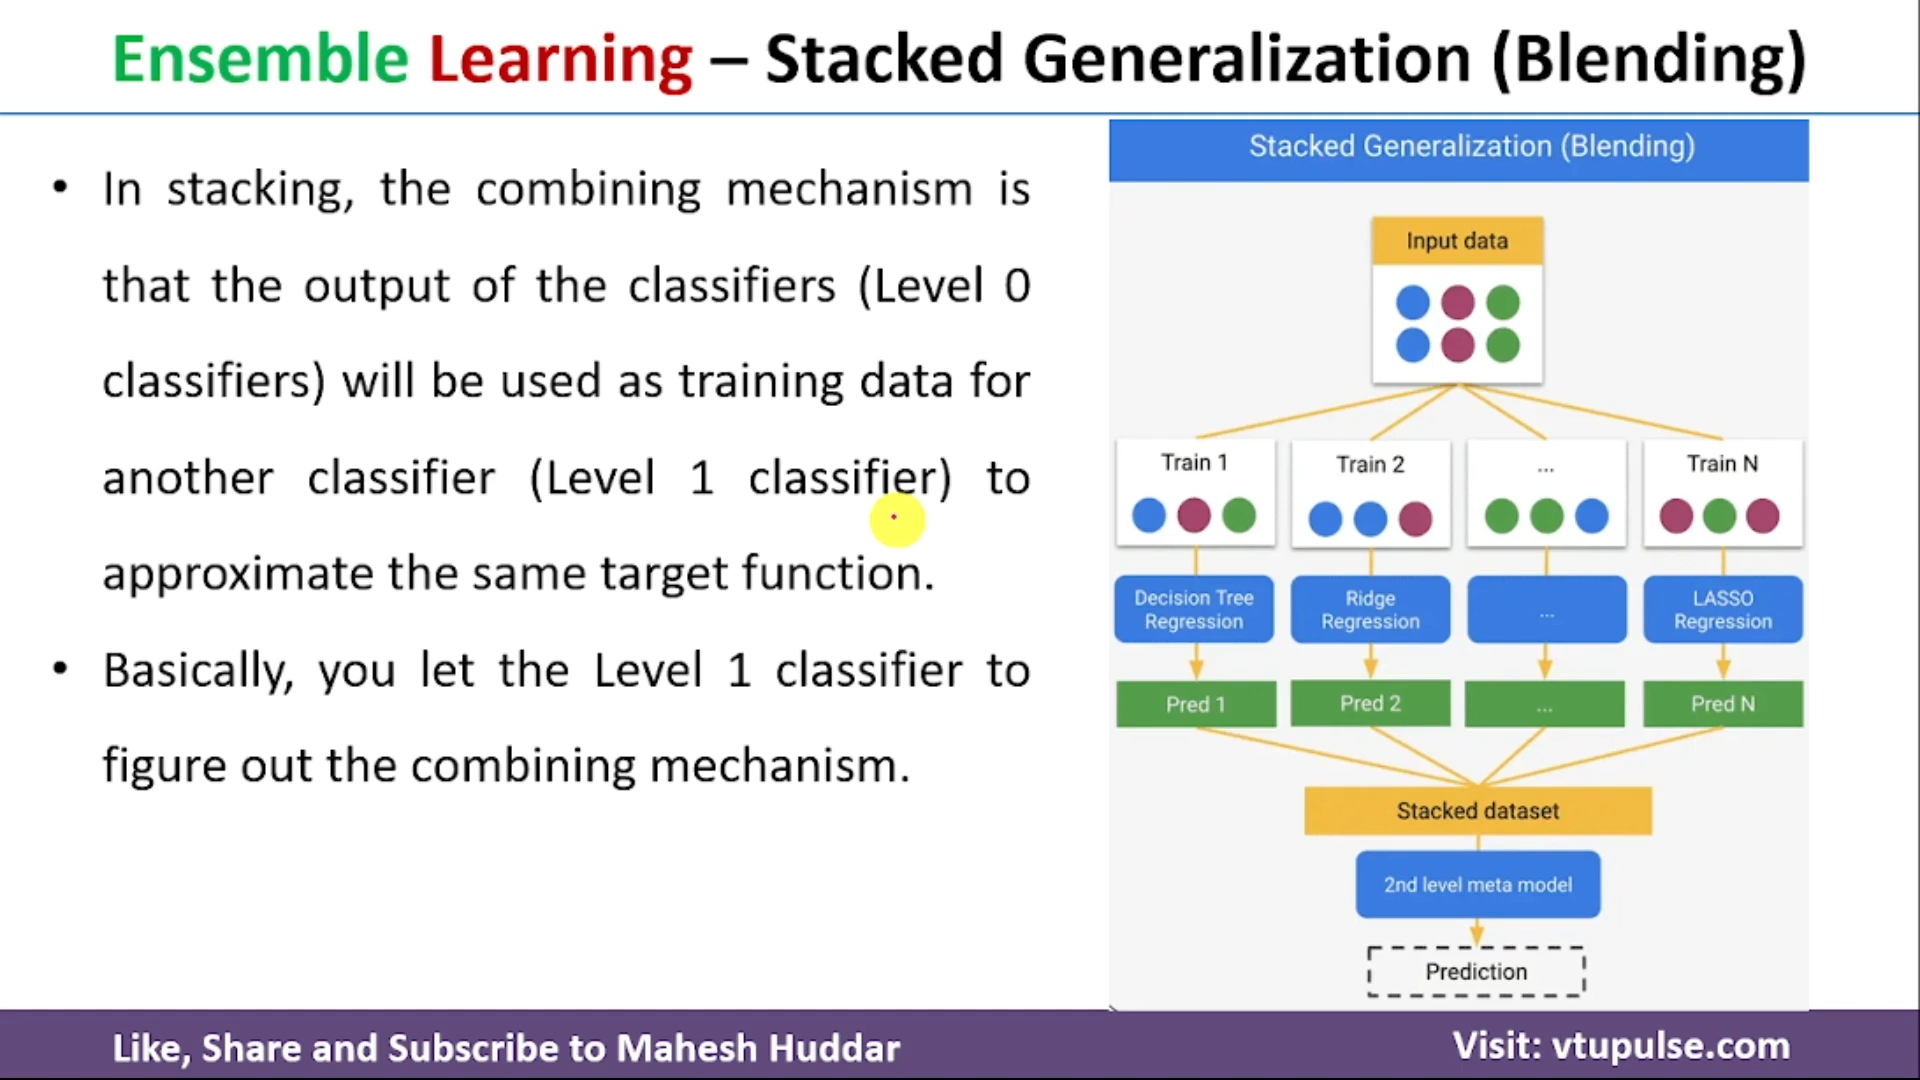 Ensemble Learning – Stacked Generalization (Blending)
• In stacking, the combining mechanism is
that the output of the classifiers (Level 0
classifiers) will be used as training data for
another classifier (Level 1 classifier) to
approximate the same target function.
• Basically, you let the Level 1 classifier to
figure out the combining mechanism.
Stacked Generalization (Blending)
Input data
Train 1 Train 2 ... Train N
Decision Tree Regression
Ridge Regression
...
LASSO Regression
Pred 1 Pred 2 ... Pred N
Stacked dataset
2nd level meta model
Prediction
Like, Share and Subscribe to Mahesh Huddar
Visit: vtupulse.com